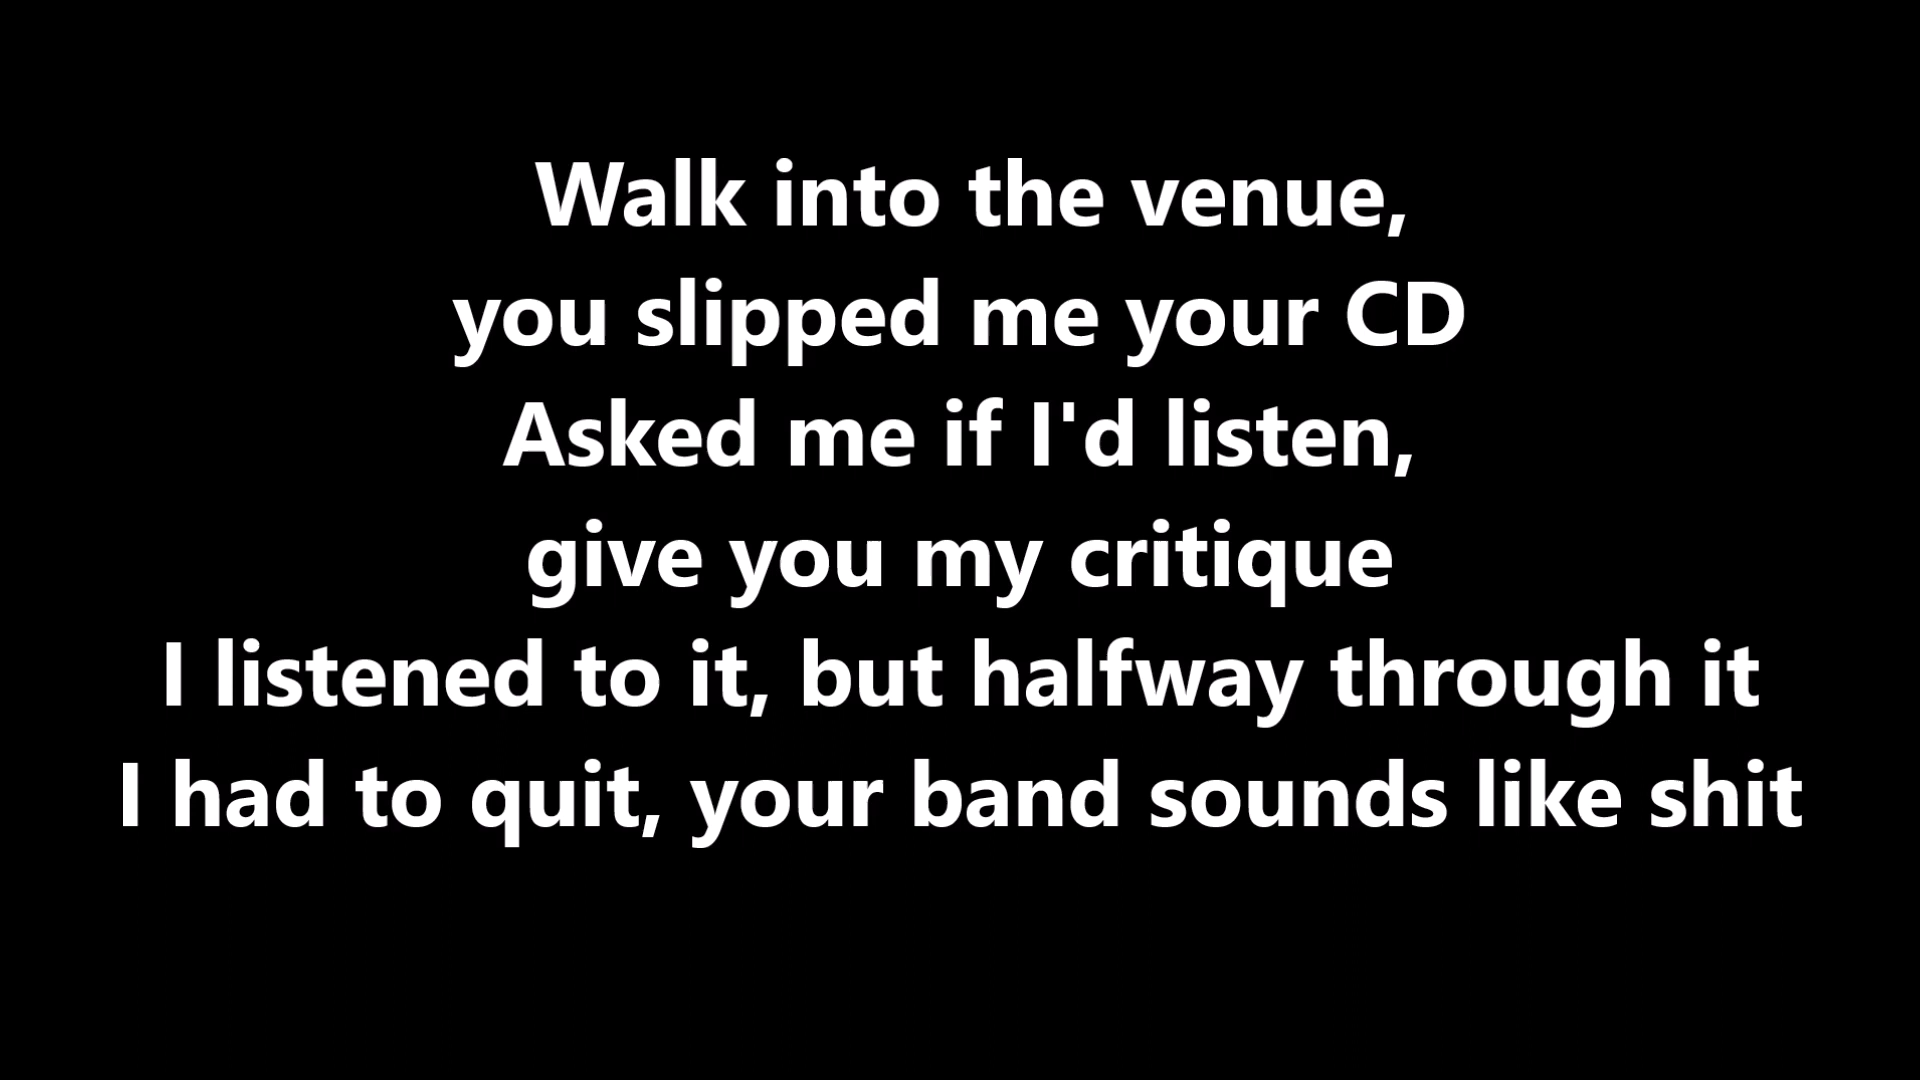 Walk into the venue,
you slipped me your CD
Asked me if I'd listen,
give you my critique
I listened to it, but halfway through it
I had to quit, your band sounds like shit